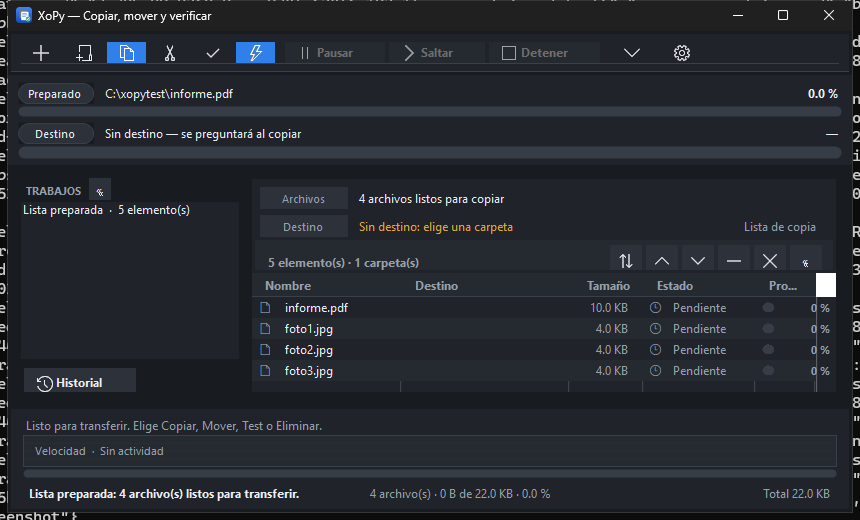 XoPy — Copiar, mover y verificar
Pausar Saltar Detener
Preparado C:\xopytest\informe.pdf 0.0 %
Destino Sin destino — se preguntará al copiar —
TRABAJOS
Lista preparada · 5 elemento(s)
Historial
Archivos 4 archivos listos para copiar
Destino Sin destino: elige una carpeta Lista de copia
5 elemento(s) · 1 carpeta(s)
Nombre Destino Tamaño Estado Pro...
informe.pdf 10.0 KB Pendiente 0 %
foto1.jpg 4.0 KB Pendiente 0 %
foto2.jpg 4.0 KB Pendiente 0 %
foto3.jpg 4.0 KB Pendiente 0 %
Listo para transferir. Elige Copiar, Mover, Test o Eliminar.
Velocidad · Sin actividad
Lista preparada: 4 archivo(s) listos para transferir. 4 archivo(s) · 0 B de 22.0 KB · 0.0 % Total 22.0 KB